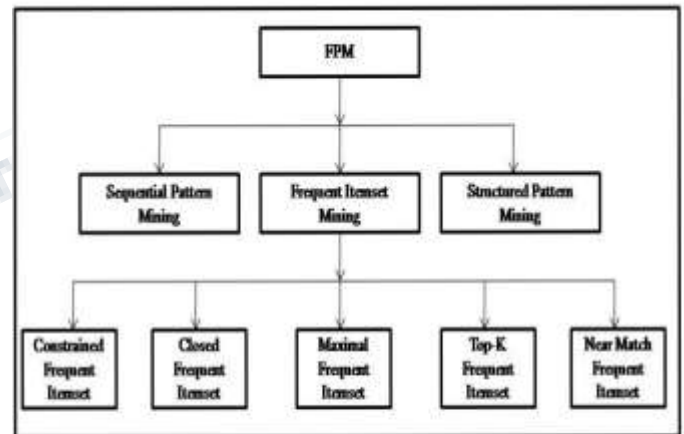 FPM
Sequential Pattern
Mining
Frequent Itemset
Mining
Structured Pattern
Mining
Constrained
Frequent
Itemset
Closed
Frequent
Itemset
Maximal
Frequent
Itemset
Top-K
Frequent
Itemset
Near Match
Frequent
Itemset